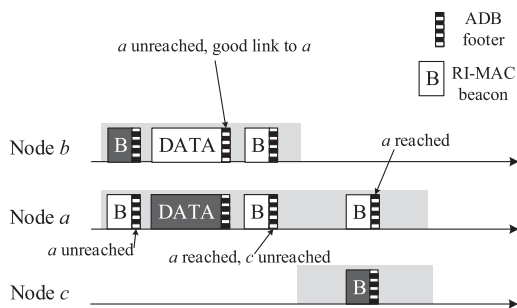 ADB
footer
a unreached, good link to a
B
RI-MAC
beacon
Node b
B
DATA
B
a reached
Node a
B
DATA
B
B
a unreached
a reached, c unreached
Node c
B